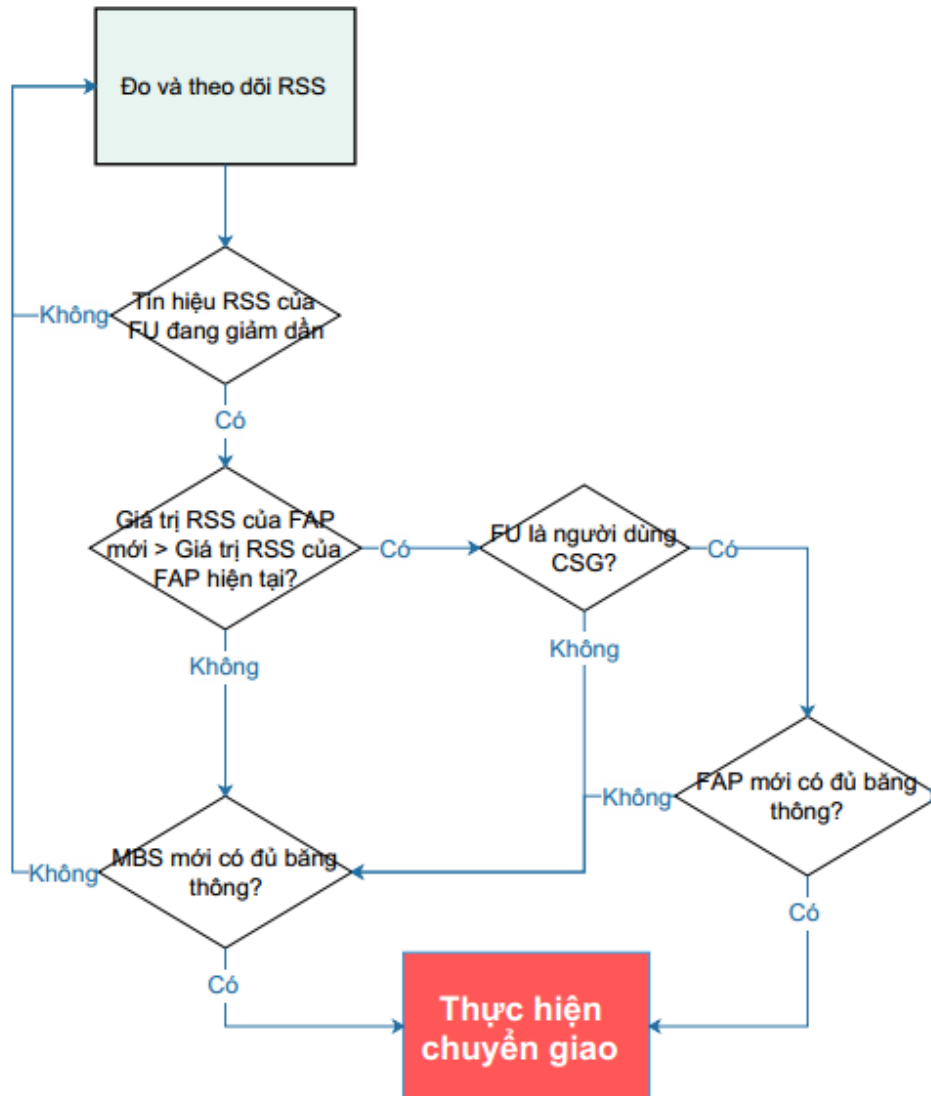 Đo và theo dõi RSS
Tín hiệu RSS của
FU đang giảm dần
Không
Có
Giá trị RSS của FAP
mới > Giá trị RSS của
FAP hiện tại?
Có
FU là người dùng
CSG?
Có
Không
Không
FAP mới có đủ băng
thông?
Không
MBS mới có đủ băng
thông?
Không
Có
Có
Thực hiện
chuyển giao